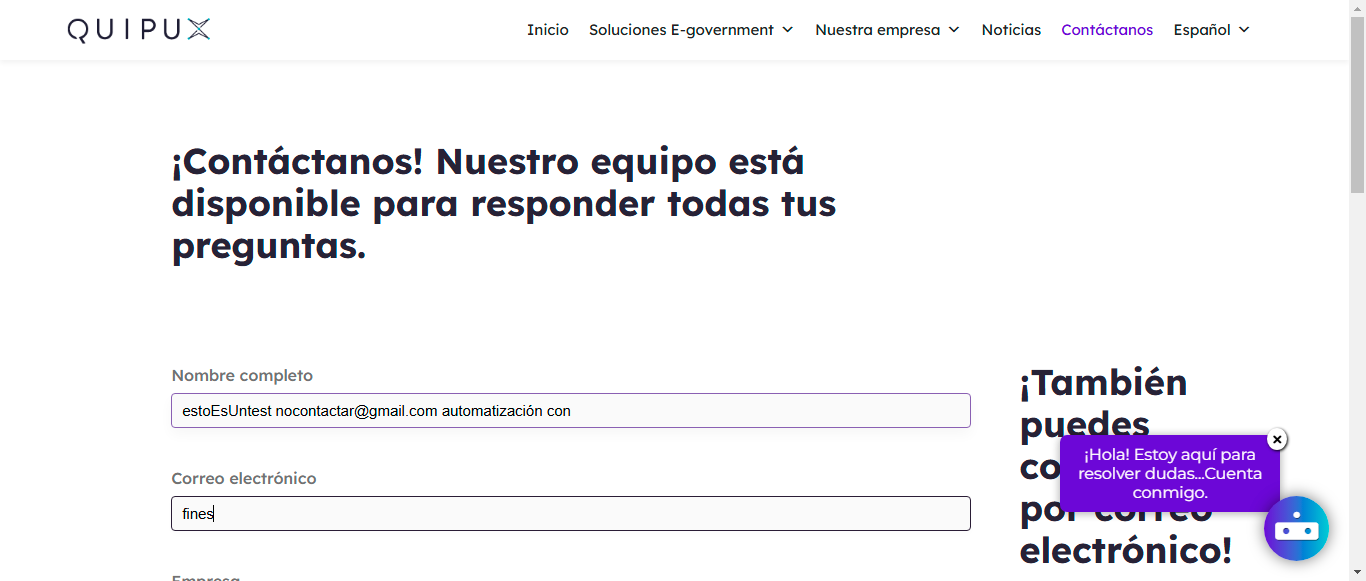 QUIPUX
Inicio Soluciones E-government Nuestra empresa Noticias Contáctanos Español
¡Contáctanos! Nuestro equipo está
disponible para responder todas tus
preguntas.
Nombre completo
estoEsUntest nocontactar@gmail.com automatización con
Correo electrónico
fines
Empresa
¡También
puedes
co
por correo
electrónico!
¡Hola! Estoy aquí para
resolver dudas...Cuenta
conmigo.